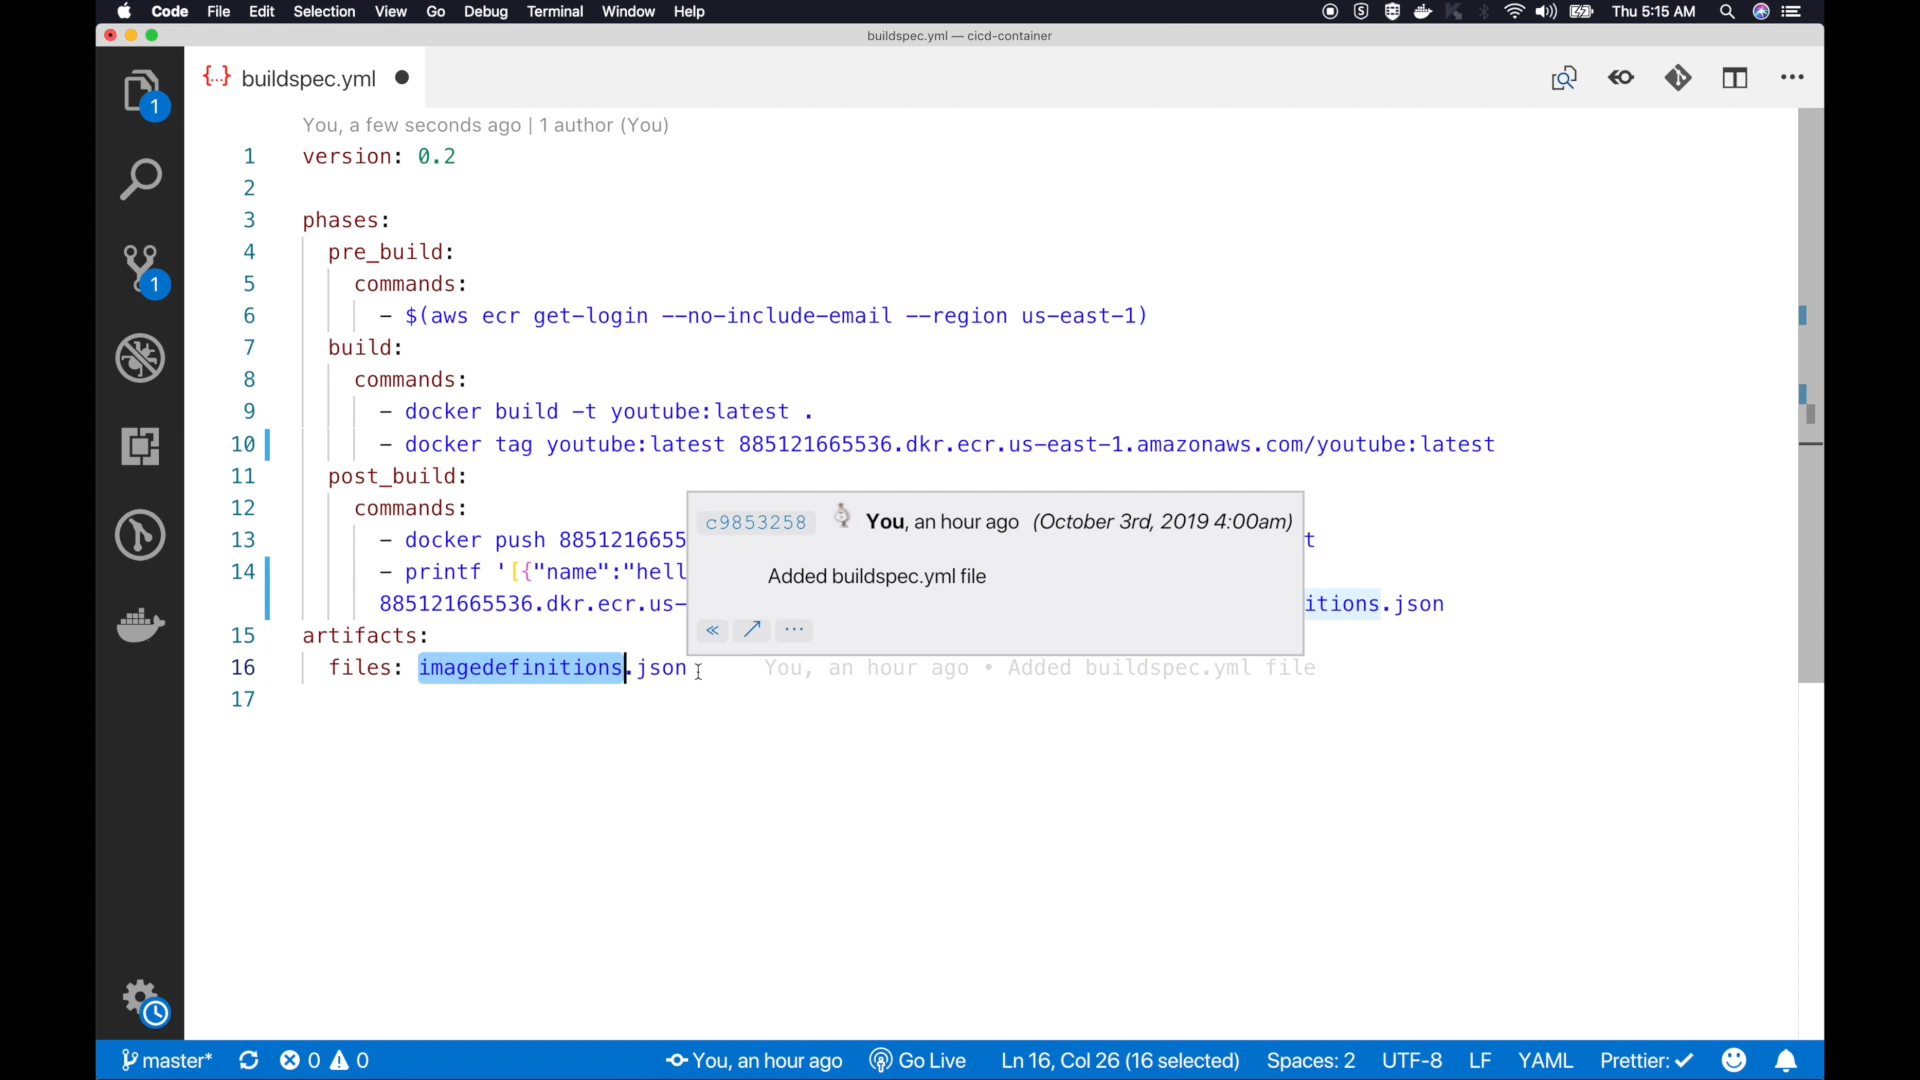 Code File Edit Selection View Go Debug Terminal Window Help Thu 5:15 AM
buildspec.yml — cicd-container
{...} buildspec.yml
1
1
You, a few seconds ago | 1 author (You)
1 version: 0.2
2
3 phases:
4 pre_build:
5 commands:
6 - $(aws ecr get-login --no-include-email --region us-east-1)
7 build:
8 commands:
9 - docker build -t youtube:latest .
10 - docker tag youtube:latest 885121665536.dkr.ecr.us-east-1.amazonaws.com/youtube:latest
11 post_build:
12 commands:
13 - docker push 8851216655 t
14 - printf '[{"name":"hell
885121665536.dkr.ecr.us- itions.json
c9853258 You, an hour ago (October 3rd, 2019 4:00am)
Added buildspec.yml file
15 artifacts:
16 files: imagedefinitions.json You, an hour ago • Added buildspec.yml file
17
master* 0 0 You, an hour ago Go Live Ln 16, Col 26 (16 selected) Spaces: 2 UTF-8 LF YAML Prettier: ✓